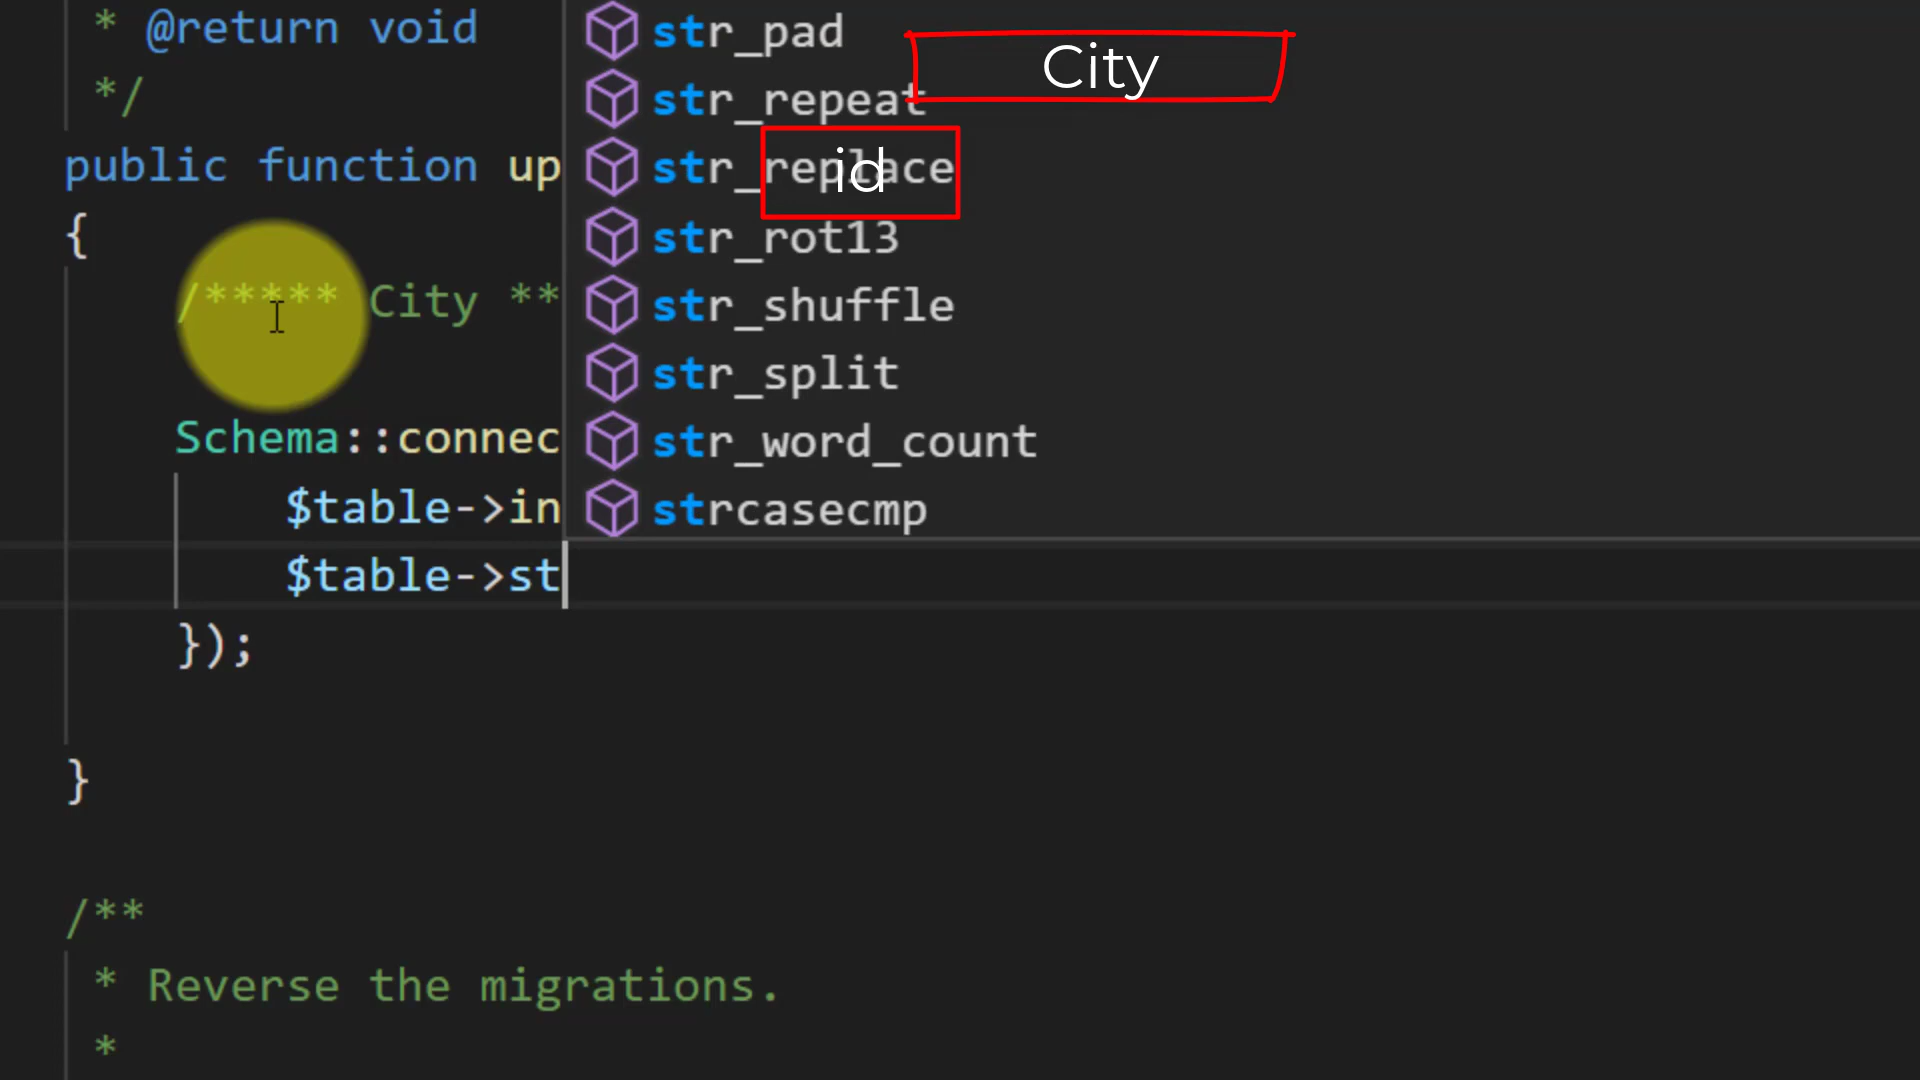 * @return void
*/
public function up
{
/***** City **
Schema::connec
$table->in
$table->st
});
}
/**
* Reverse the migrations.
*
str_pad
str_repeat
str_replace
str_rot13
str_shuffle
str_split
str_word_count
strcasecmp
City
id